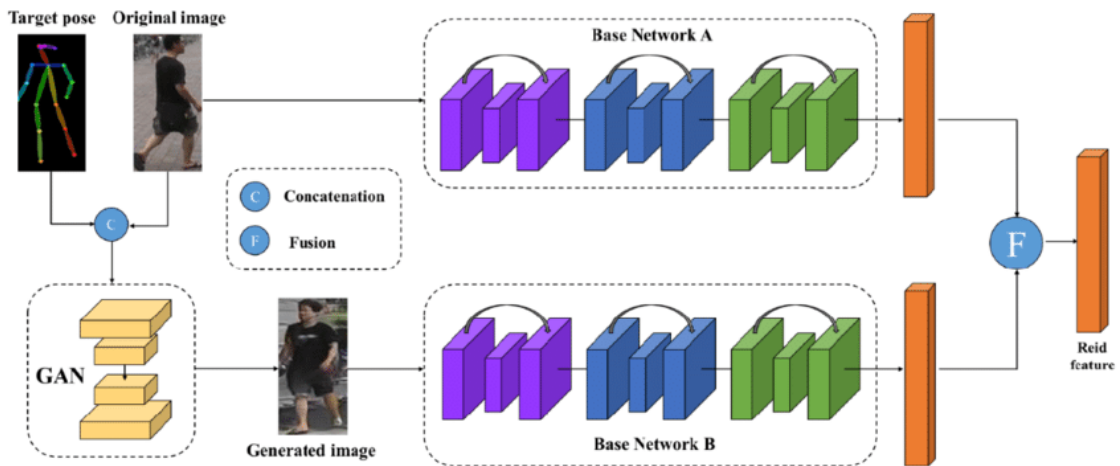 Target pose
Original image
Base Network A
C
Concatenation
F
Fusion
C
F
GAN
Generated image
Base Network B
Reid
feature